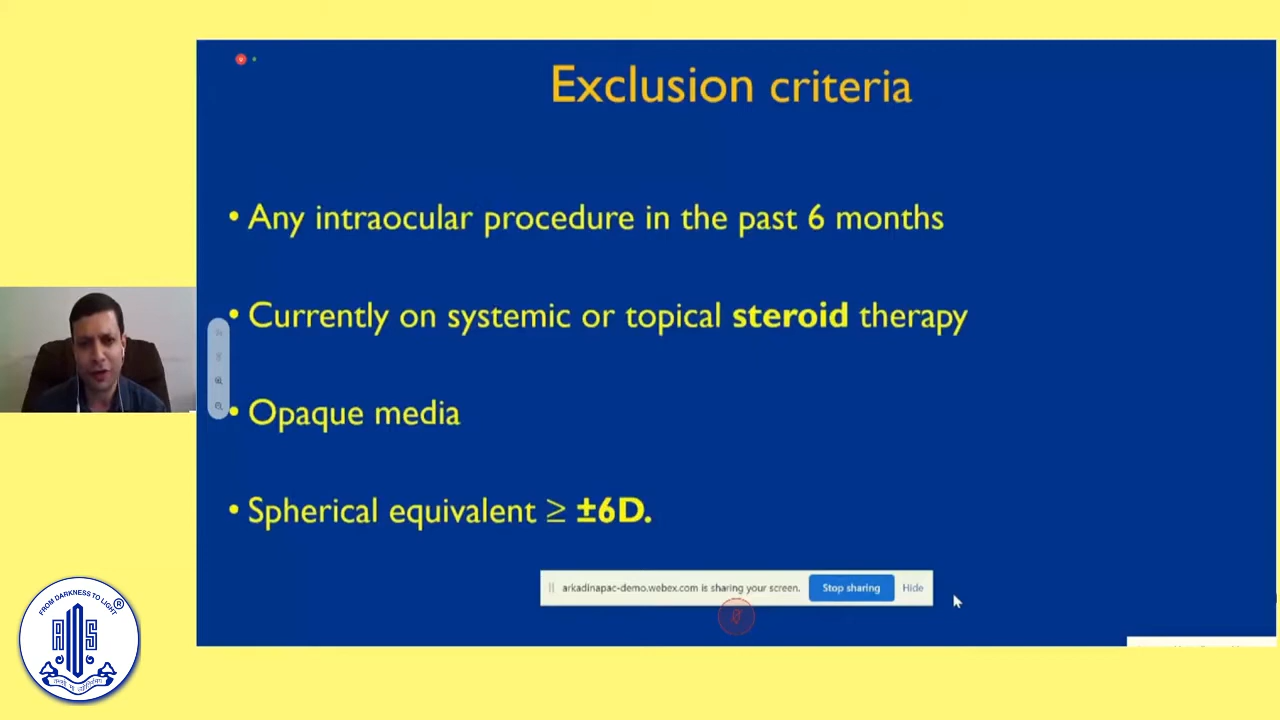 Exclusion criteria
• Any intraocular procedure in the past 6 months
• Currently on systemic or topical steroid therapy
• Opaque media
• Spherical equivalent ≥ ±6D.
arkadinapac-demo.webex.com is sharing your screen. Stop sharing Hide
FROM DARKNESS TO LIGHT ®
AIOS